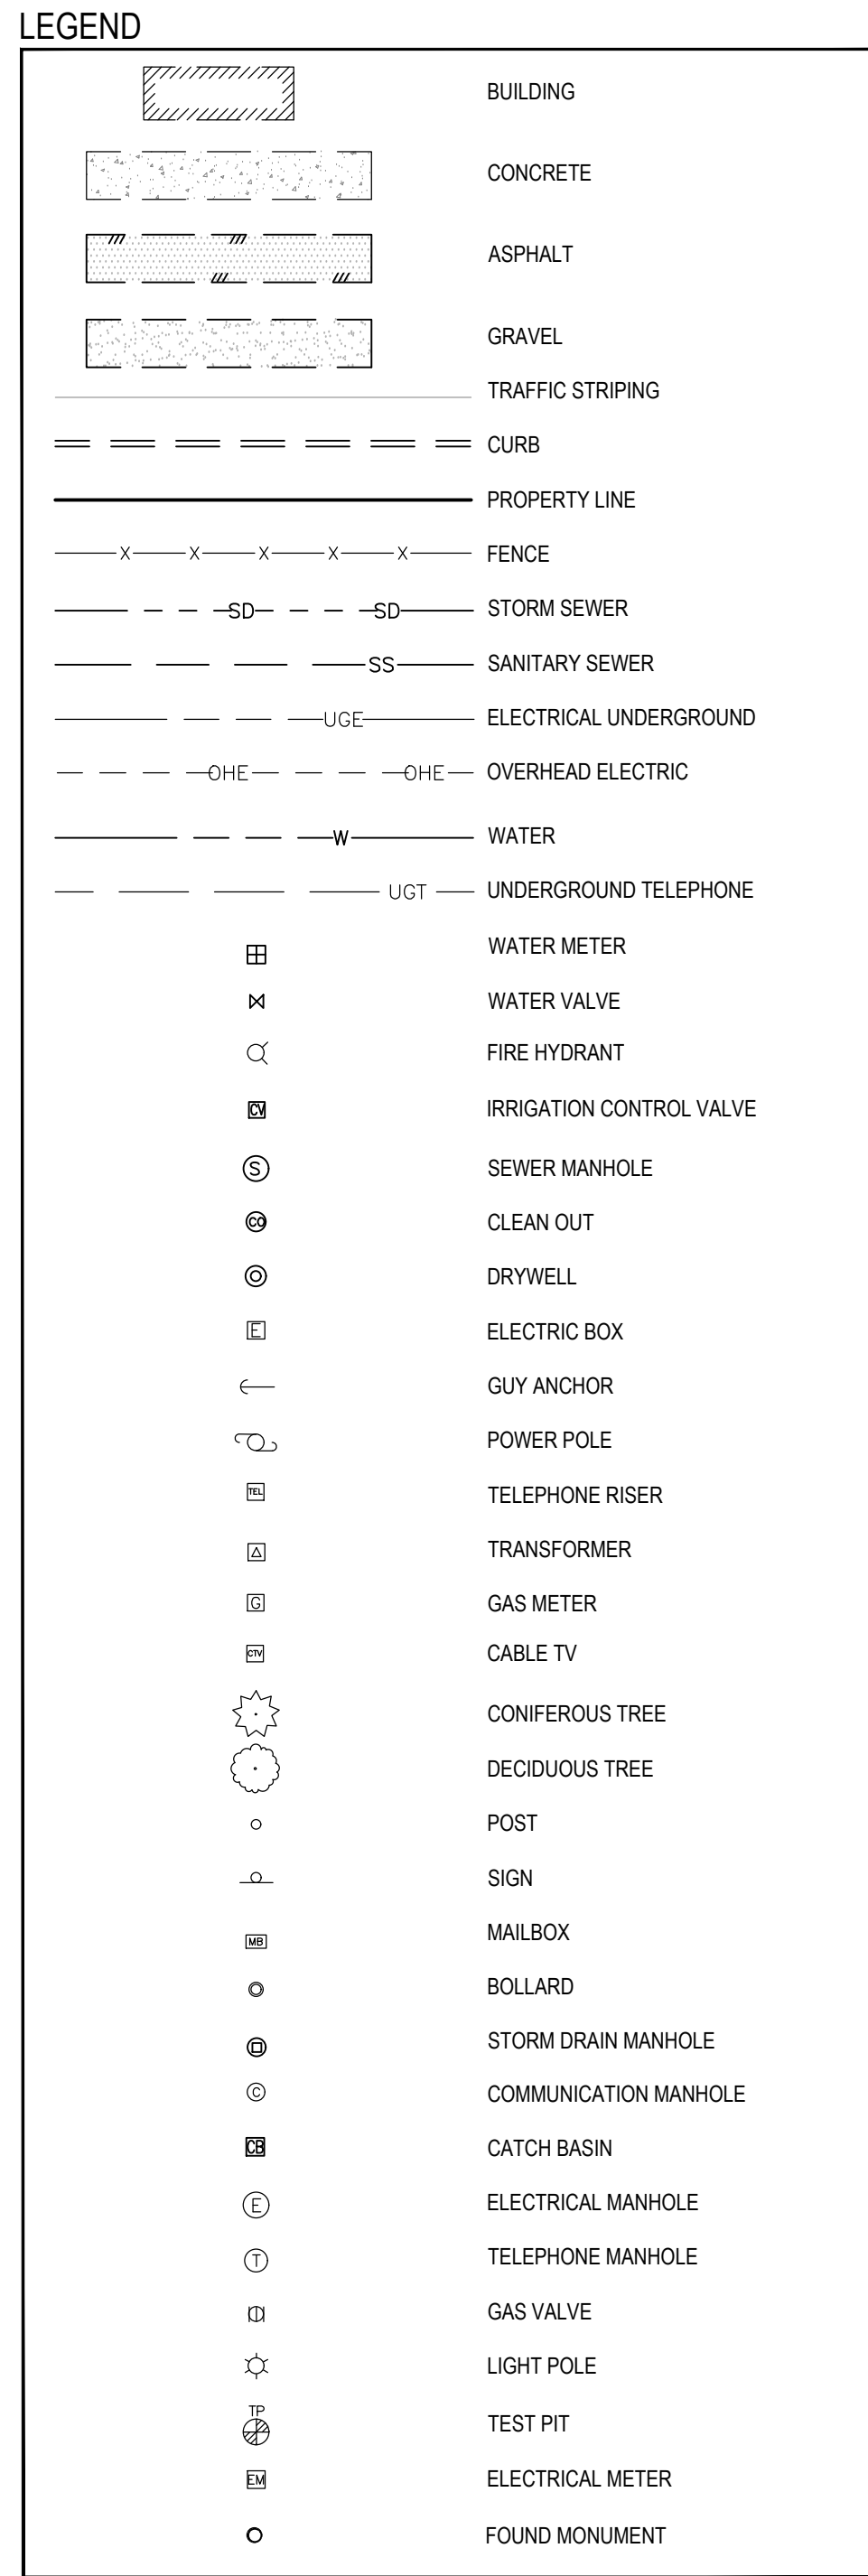 LEGEND
BUILDING
CONCRETE
ASPHALT
GRAVEL
TRAFFIC STRIPING
CURB
PROPERTY LINE
X X X X X FENCE
SD SD STORM SEWER
SS SANITARY SEWER
UGE ELECTRICAL UNDERGROUND
OHE OHE OVERHEAD ELECTRIC
W WATER
UGT UNDERGROUND TELEPHONE
WATER METER
WATER VALVE
FIRE HYDRANT
CV IRRIGATION CONTROL VALVE
S SEWER MANHOLE
CO CLEAN OUT
DRYWELL
E ELECTRIC BOX
GUY ANCHOR
POWER POLE
TEL TELEPHONE RISER
TRANSFORMER
G GAS METER
CTV CABLE TV
CONIFEROUS TREE
DECIDUOUS TREE
POST
SIGN
MB MAILBOX
BOLLARD
STORM DRAIN MANHOLE
C COMMUNICATION MANHOLE
CB CATCH BASIN
E ELECTRICAL MANHOLE
T TELEPHONE MANHOLE
GAS VALVE
LIGHT POLE
TP TEST PIT
EM ELECTRICAL METER
FOUND MONUMENT